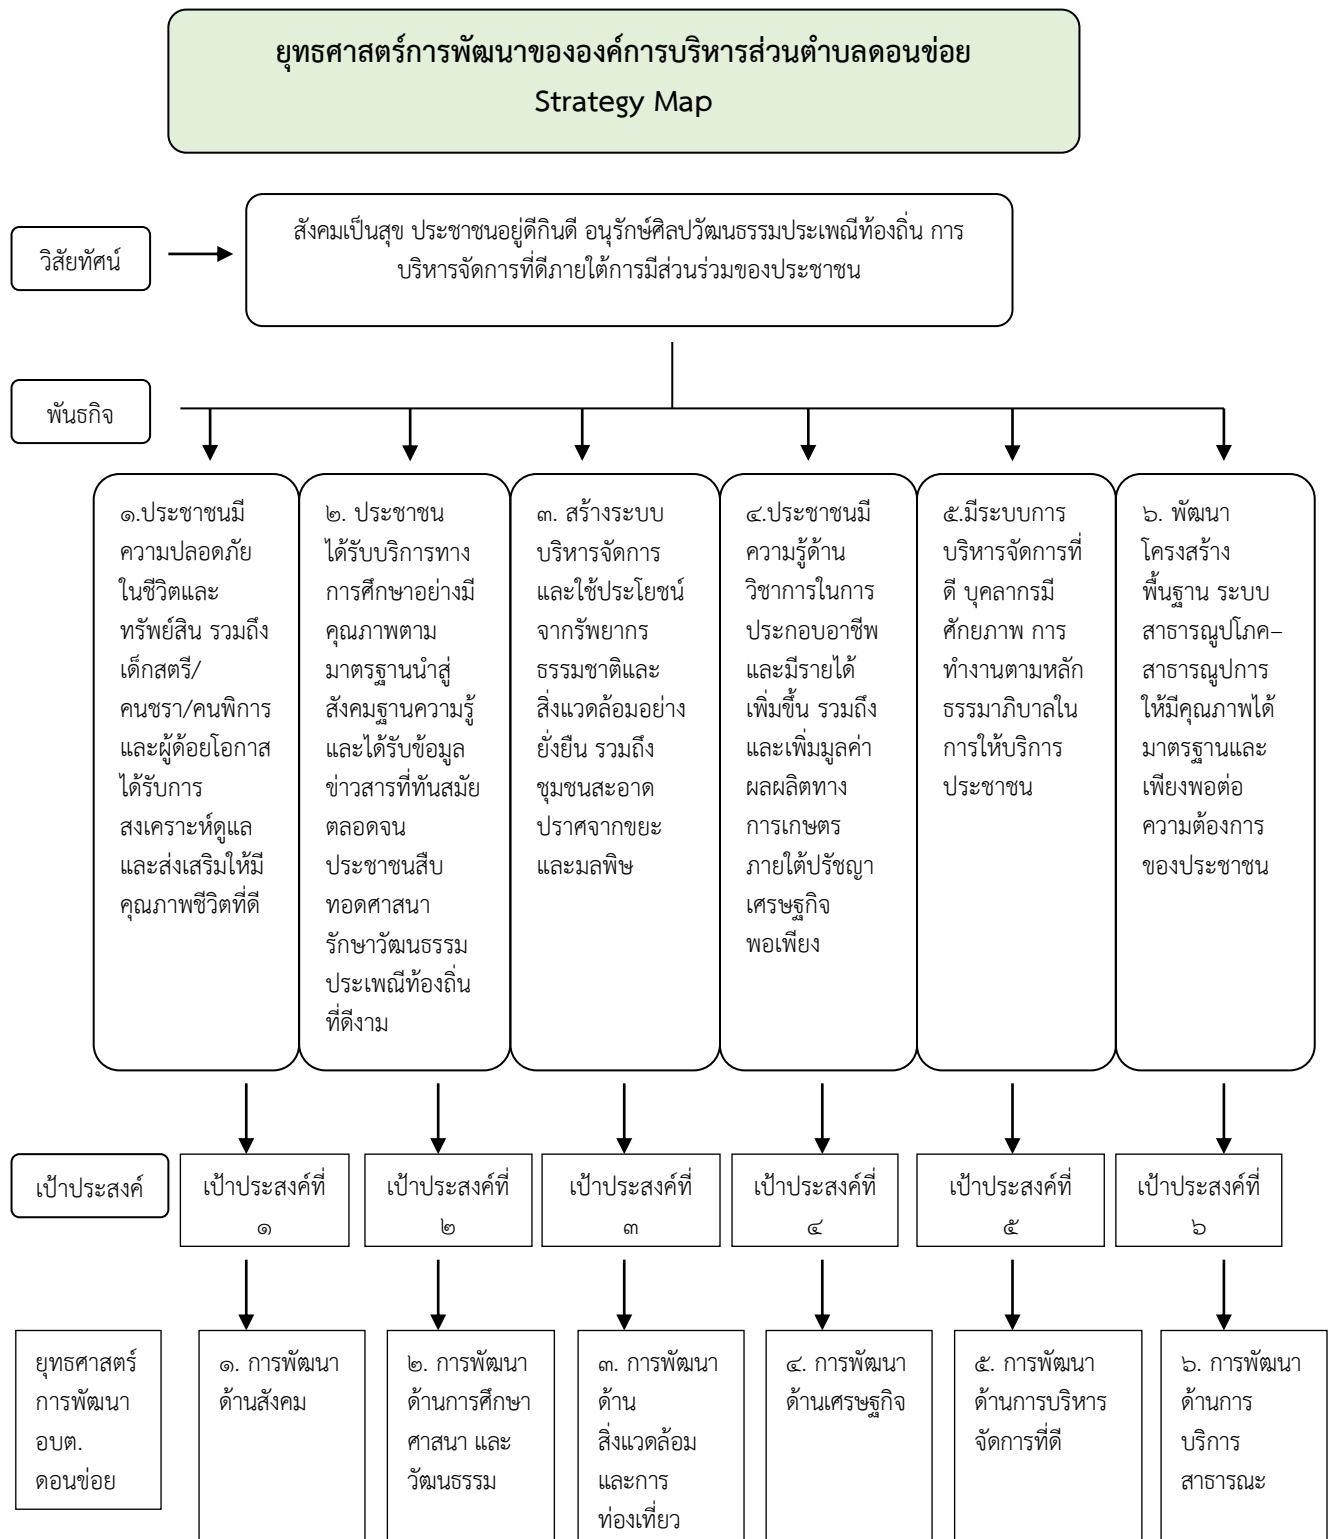 ยุทธศาสตร์การพัฒนาขององค์การบริหารส่วนตำบลดอนข่อย
Strategy Map
วิสัยทัศน์
สังคมเป็นสุข ประชาชนอยู่ดีกินดี อนุรักษ์ศิลปวัฒนธรรมประเพณีท้องถิ่น การ
บริหารจัดการที่ดีภายใต้การมีส่วนร่วมของประชาชน
พันธกิจ
๑.ประชาชนมี
ความปลอดภัย
ในชีวิตและ
ทรัพย์สิน รวมถึง
เด็กสตรี/
คนชรา/คนพิการ
และผู้ด้อยโอกาส
ได้รับการ
สงเคราะห์ดูแล
และส่งเสริมให้มี
คุณภาพชีวิตที่ดี
๒. ประชาชน
ได้รับบริการทาง
การศึกษาอย่างมี
คุณภาพตาม
มาตรฐานนำสู่
สังคมฐานความรู้
และได้รับข้อมูล
ข่าวสารที่ทันสมัย
ตลอดจน
ประชาชนสืบ
ทอดศาสนา
รักษาวัฒนธรรม
ประเพณีท้องถิ่น
ที่ดีงาม
๓. สร้างระบบ
บริหารจัดการ
และใช้ประโยชน์
จากรัพยากร
ธรรมชาติและ
สิ่งแวดล้อมอย่าง
ยั่งยืน รวมถึง
ชุมชนสะอาด
ปราศจากขยะ
และมลพิษ
๔.ประชาชนมี
ความรู้ด้าน
วิชาการในการ
ประกอบอาชีพ
และมีรายได้
เพิ่มขึ้น รวมถึง
และเพิ่มมูลค่า
ผลผลิตทาง
การเกษตร
ภายใต้ปรัชญา
เศรษฐกิจ
พอเพียง
๕.มีระบบการ
บริหารจัดการที่
ดี บุคลากรมี
ศักยภาพ การ
ทำงานตามหลัก
ธรรมาภิบาลใน
การให้บริการ
ประชาชน
๖. พัฒนา
โครงสร้าง
พื้นฐาน ระบบ
สาธารณูปโภค–
สาธารณูปการ
ให้มีคุณภาพได้
มาตรฐานและ
เพียงพอต่อ
ความต้องการ
ของประชาชน
เป้าประสงค์
เป้าประสงค์ที่
๑
เป้าประสงค์ที่
๒
เป้าประสงค์ที่
๓
เป้าประสงค์ที่
๔
เป้าประสงค์ที่
๕
เป้าประสงค์ที่
๖
ยุทธศาสตร์
การพัฒนา
อบต.
ดอนข่อย
๑. การพัฒนา
ด้านสังคม
๒. การพัฒนา
ด้านการศึกษา
ศาสนา และ
วัฒนธรรม
๓. การพัฒนา
ด้าน
สิ่งแวดล้อม
และการ
ท่องเที่ยว
๔. การพัฒนา
ด้านเศรษฐกิจ
๕. การพัฒนา
ด้านการบริหาร
จัดการที่ดี
๖. การพัฒนา
ด้านการ
บริการ
สาธารณะ